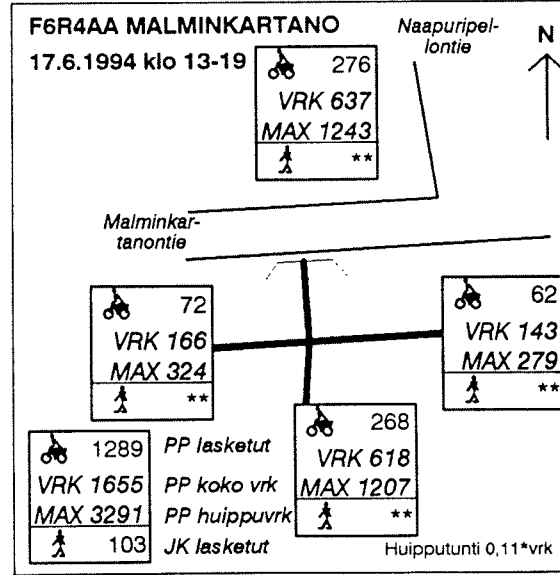 F6R4AA MALMINKARTANO
17.6.1994 klo 13-19
Naapuripel-
lontie
N
276
VRK 637
MAX 1243
**
Malminkar-
tanontie
72
VRK 166
MAX 324
**
62
VRK 143
MAX 279
**
268
VRK 618
MAX 1207
**
1289 PP lasketut
VRK 1655 PP koko vrk
MAX 3291 PP huippuvrk
103 JK lasketut
Huipputunti 0,11*vrk